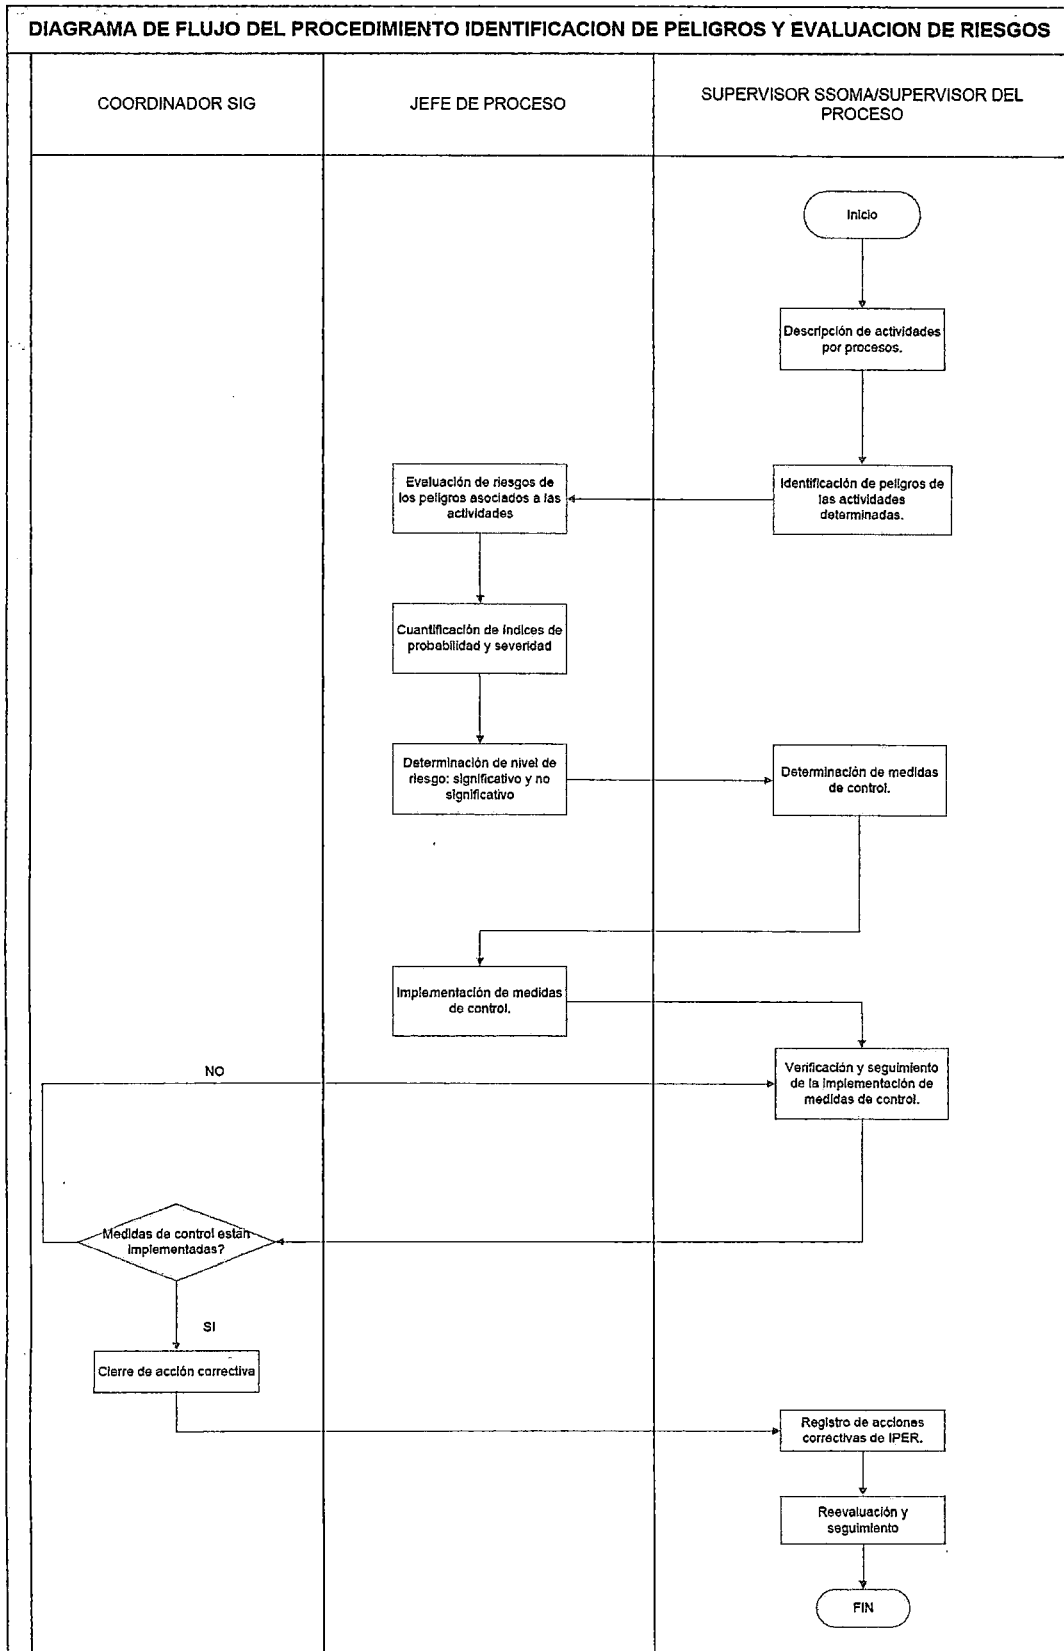 DIAGRAMA DE FLUJO DEL PROCEDIMIENTO IDENTIFICACION DE PELIGROS Y EVALUACION DE RIESGOS
COORDINADOR SIG
JEFE DE PROCESO
SUPERVISOR SSOMA/SUPERVISOR DEL
PROCESO
Inicio
Descripción de actividades
por procesos.
Identificación de peligros de
las actividades
determinadas.
Evaluación de riesgos de
los peligros asociados a las
actividades
Cuantificación de índices de
probabilidad y severidad
Determinación de nivel de
riesgo: significativo y no
significativo
Determinación de medidas
de control.
Implementación de medidas
de control.
Verificación y seguimiento
de la implementación de
medidas de control.
NO
Medidas de control están
implementadas?
SI
Cierre de acción correctiva
Registro de acciones
correctivas de IPER.
Reevaluación y
seguimiento
FIN